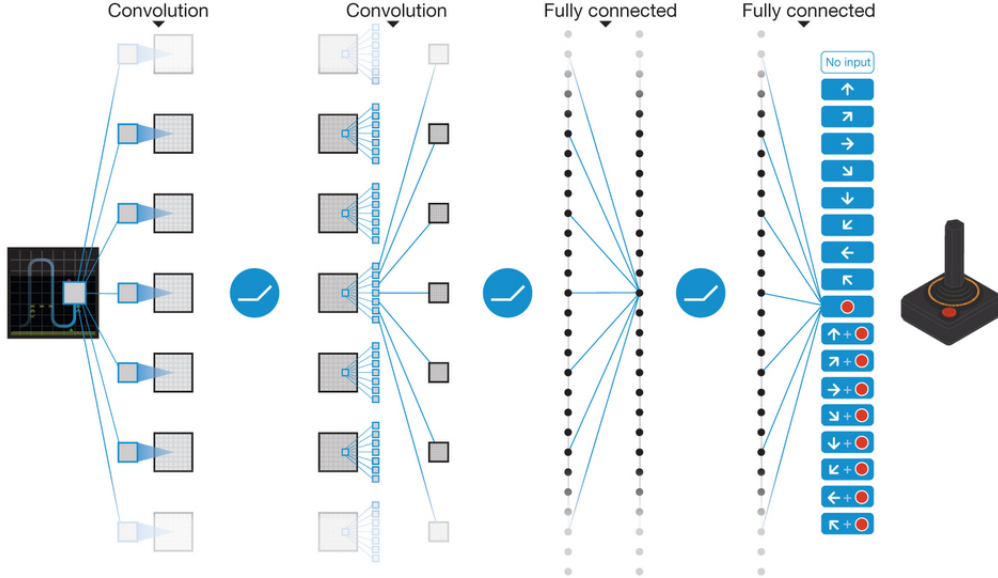 Convolution
Convolution
Fully connected
Fully connected
No input
+
+
+
+
+
+
+
+